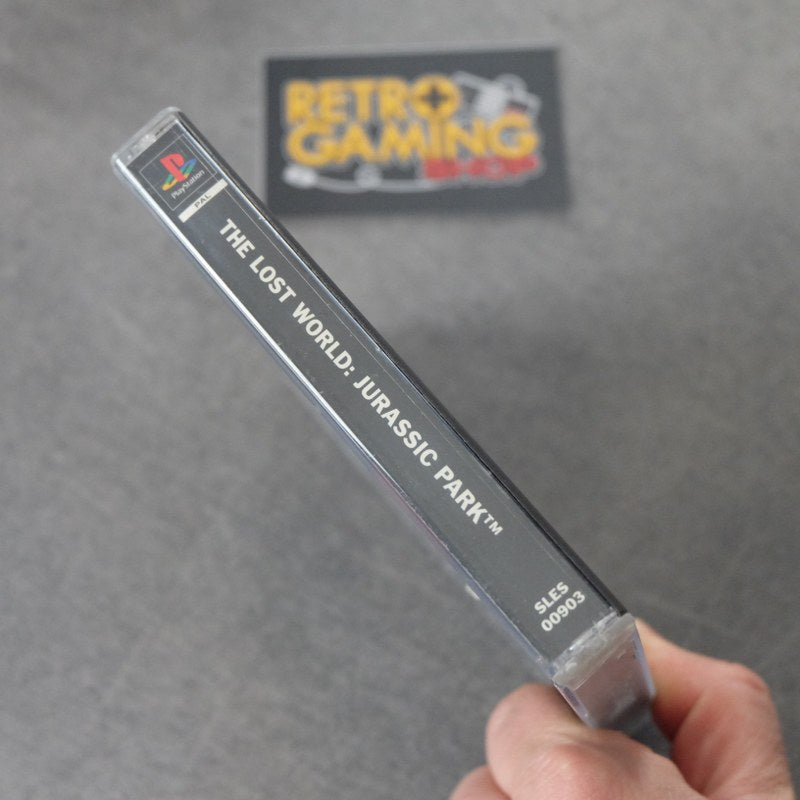 RETRO
GAMING
SHOP
PlayStation
PAL
THE LOST WORLD: JURASSIC PARK™
SLES
00903